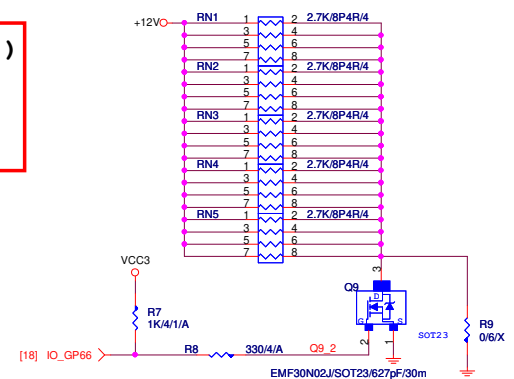 )
+12V
RN1 1 2 2.7K/8P4R/4
3 4
5 6
7 8
RN2 1 2 2.7K/8P4R/4
3 4
5 6
7 8
RN3 1 2 2.7K/8P4R/4
3 4
5 6
7 8
RN4 1 2 2.7K/8P4R/4
3 4
5 6
7 8
RN5 1 2 2.7K/8P4R/4
3 4
5 6
7 8
VCC3
3
Q9
D
G S
R7
1K/4/1/A
2 1
SOT23
R9
0/6/X
[18] IO_GP66
R8 330/4/A Q9_2
EMF30N02J/SOT23/627pF/30m